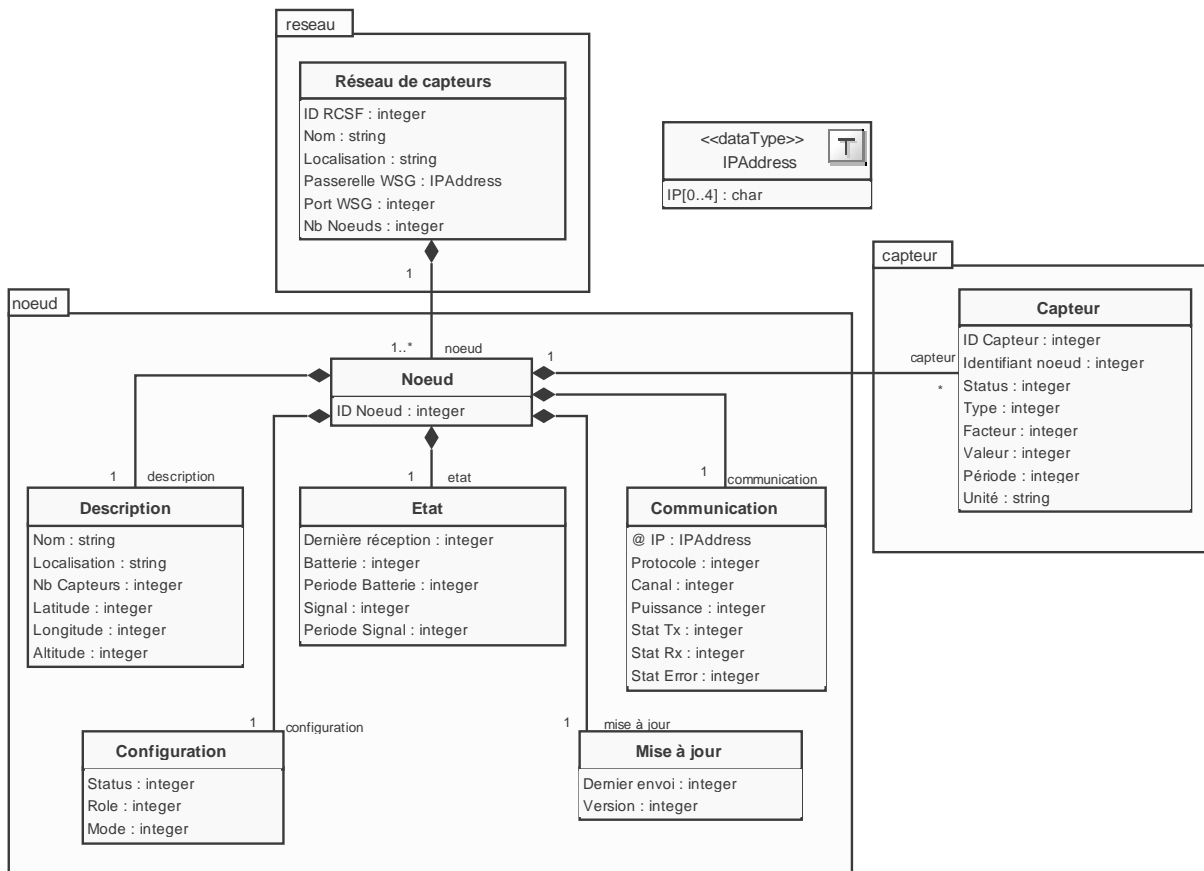 reseau
Réseau de capteurs
ID RCSF : integer
Nom : string
Localisation : string
Passerelle WSG : IPAddress
Port WSG : integer
Nb Noeuds : integer
<<dataType>>
IPAddress
T
IP[0..4] : char
1
1..*
noeud
capteur
Capteur
ID Capteur : integer
Identifiant noeud : integer
Status : integer
Type : integer
Facteur : integer
Valeur : integer
Période : integer
Unité : string
1
capteur
*
noeud
Noeud
ID Noeud : integer
1
description
Description
Nom : string
Localisation : string
Nb Capteurs : integer
Latitude : integer
Longitude : integer
Altitude : integer
1
etat
Etat
Dernière réception : integer
Batterie : integer
Periode Batterie : integer
Signal : integer
Periode Signal : integer
1
communication
Communication
@ IP : IPAddress
Protocole : integer
Canal : integer
Puissance : integer
Stat Tx : integer
Stat Rx : integer
Stat Error : integer
1
configuration
Configuration
Status : integer
Role : integer
Mode : integer
1
mise à jour
Mise à jour
Dernier envoi : integer
Version : integer